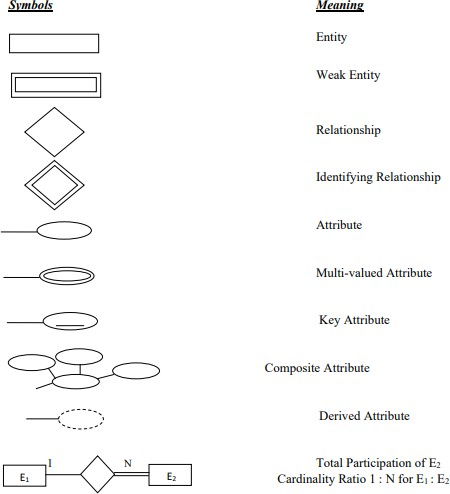 Symbols Meaning
Entity
Weak Entity
Relationship
Identifying Relationship
Attribute
Multi-valued Attribute
Key Attribute
Composite Attribute
Derived Attribute
I N Total Participation of E₂
E₁ E₂ Cardinality Ratio 1 : N for E₁ : E₂